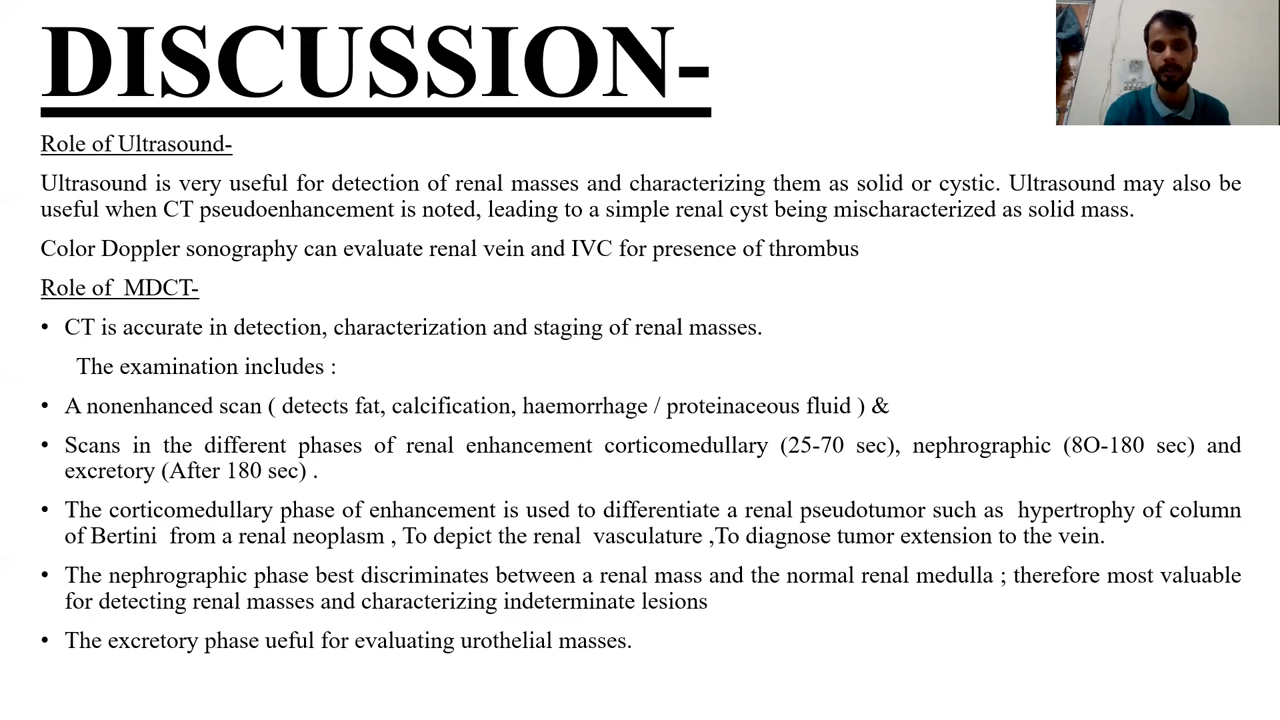 DISCUSSION-
Role of Ultrasound-
Ultrasound is very useful for detection of renal masses and characterizing them as solid or cystic. Ultrasound may also be
useful when CT pseudoenhancement is noted, leading to a simple renal cyst being mischaracterized as solid mass.
Color Doppler sonography can evaluate renal vein and IVC for presence of thrombus
Role of  MDCT-
• CT is accurate in detection, characterization and staging of renal masses.
The examination includes :
• A nonenhanced scan ( detects fat, calcification, haemorrhage / proteinaceous fluid ) &
• Scans in the different phases of renal enhancement corticomedullary (25-70 sec), nephrographic (8O-180 sec) and
excretory (After 180 sec) .
• The corticomedullary phase of enhancement is used to differentiate a renal pseudotumor such as  hypertrophy of column
of Bertini  from a renal neoplasm , To depict the renal  vasculature ,To diagnose tumor extension to the vein.
• The nephrographic phase best discriminates between a renal mass and the normal renal medulla ; therefore most valuable
for detecting renal masses and characterizing indeterminate lesions
• The excretory phase ueful for evaluating urothelial masses.